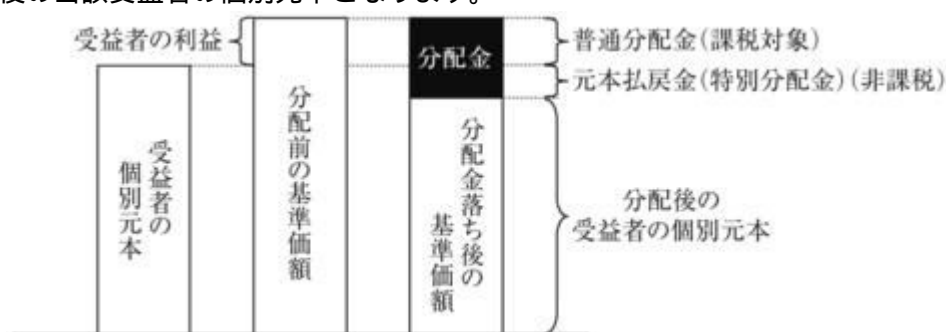 後の当該受益者の個別元本となります。
受益者の利益
分配金
普通分配金(課税対象)
元本払戻金(特別分配金)(非課税)
受益者の
個別元本
分配前の基準価額
分配金落ち後の
基準価額
分配後の
受益者の個別元本